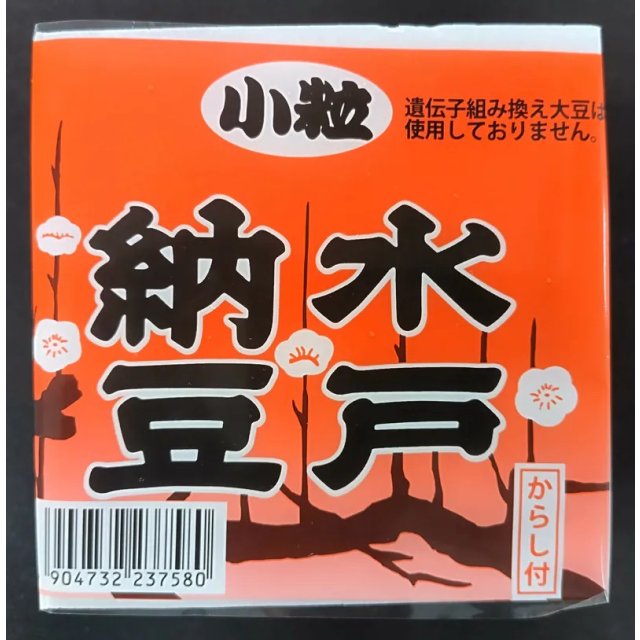 小粒
遺伝子組み換え大豆は
使用しておりません。
水戸
納豆
からし付
904732 237580